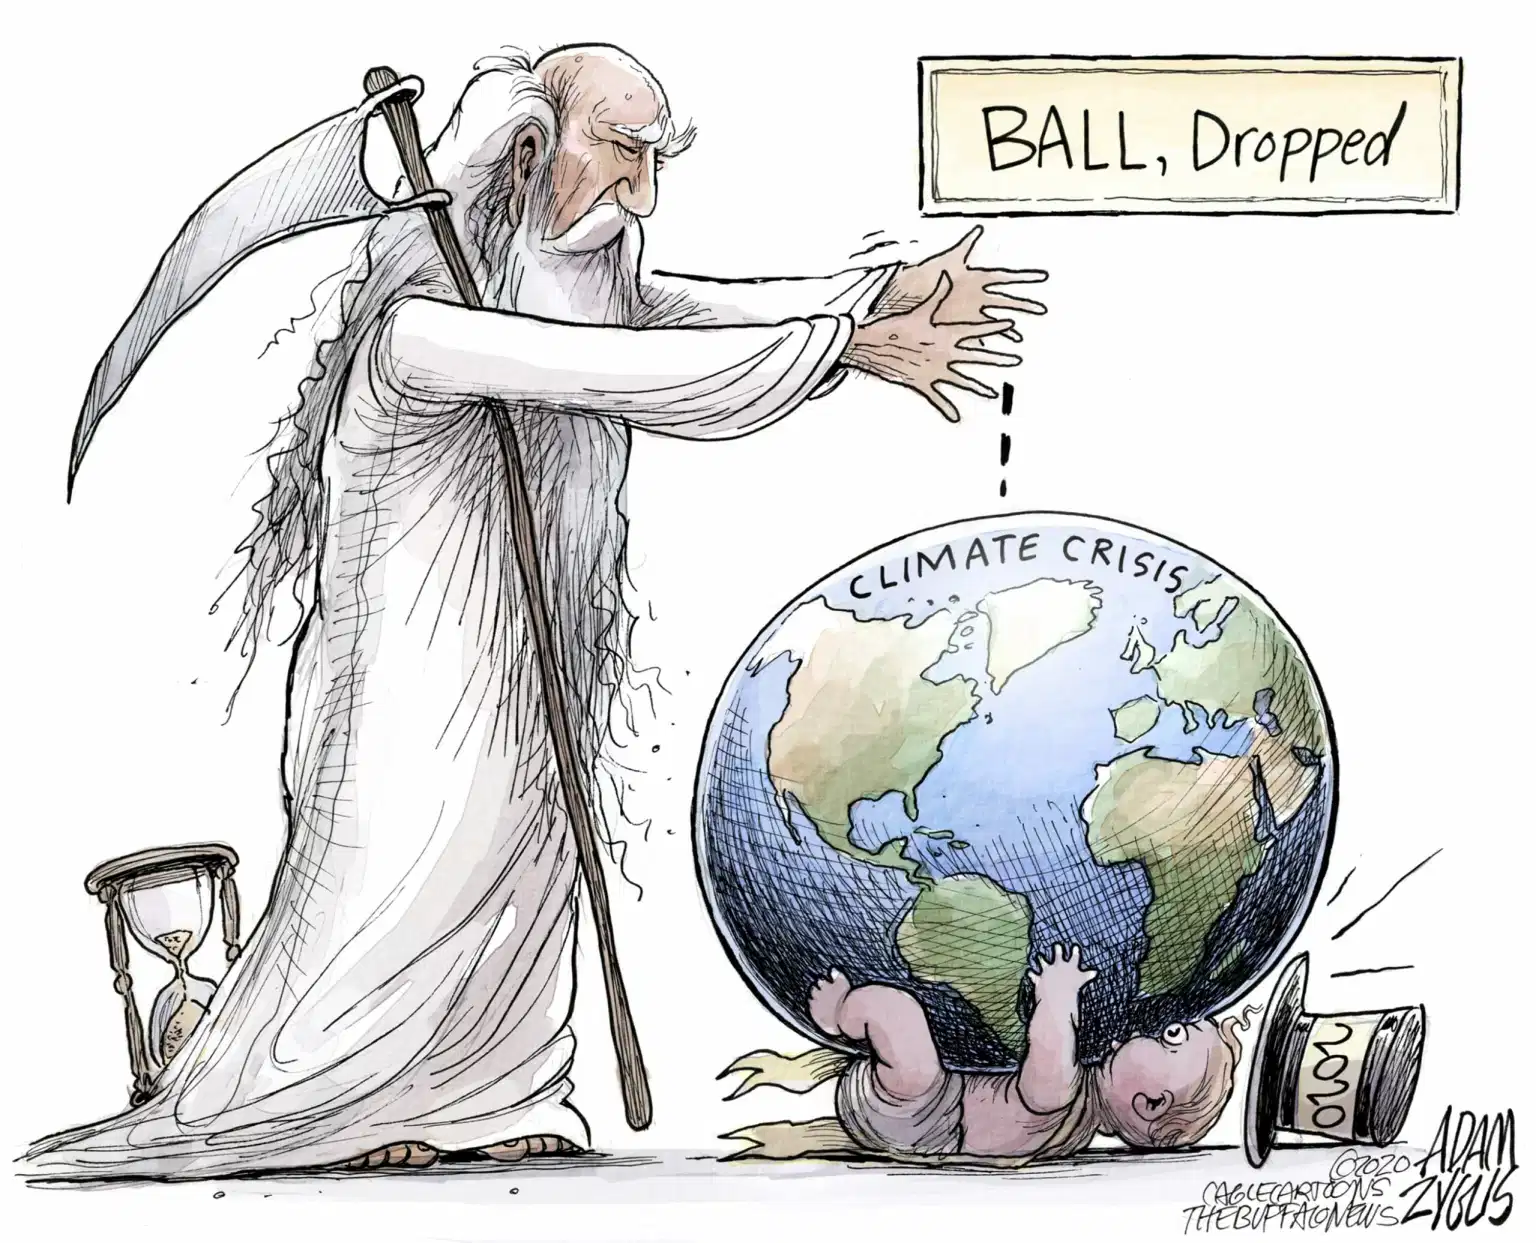 BALL, Dropped
CLIMATE CRISIS
2020
©2020
CAGLECARTOONS
THEBUFFALONEWS
ADAM
ZYGLIS